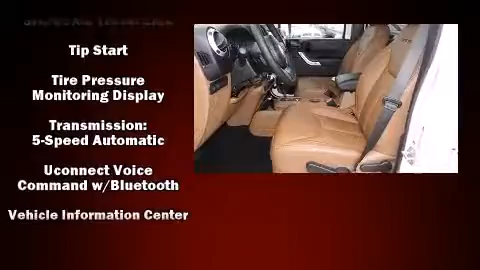 Tip Start
Tire Pressure
Monitoring Display
Transmission:
5-Speed Automatic
Uconnect Voice
Command w/Bluetooth
Vehicle Information Center